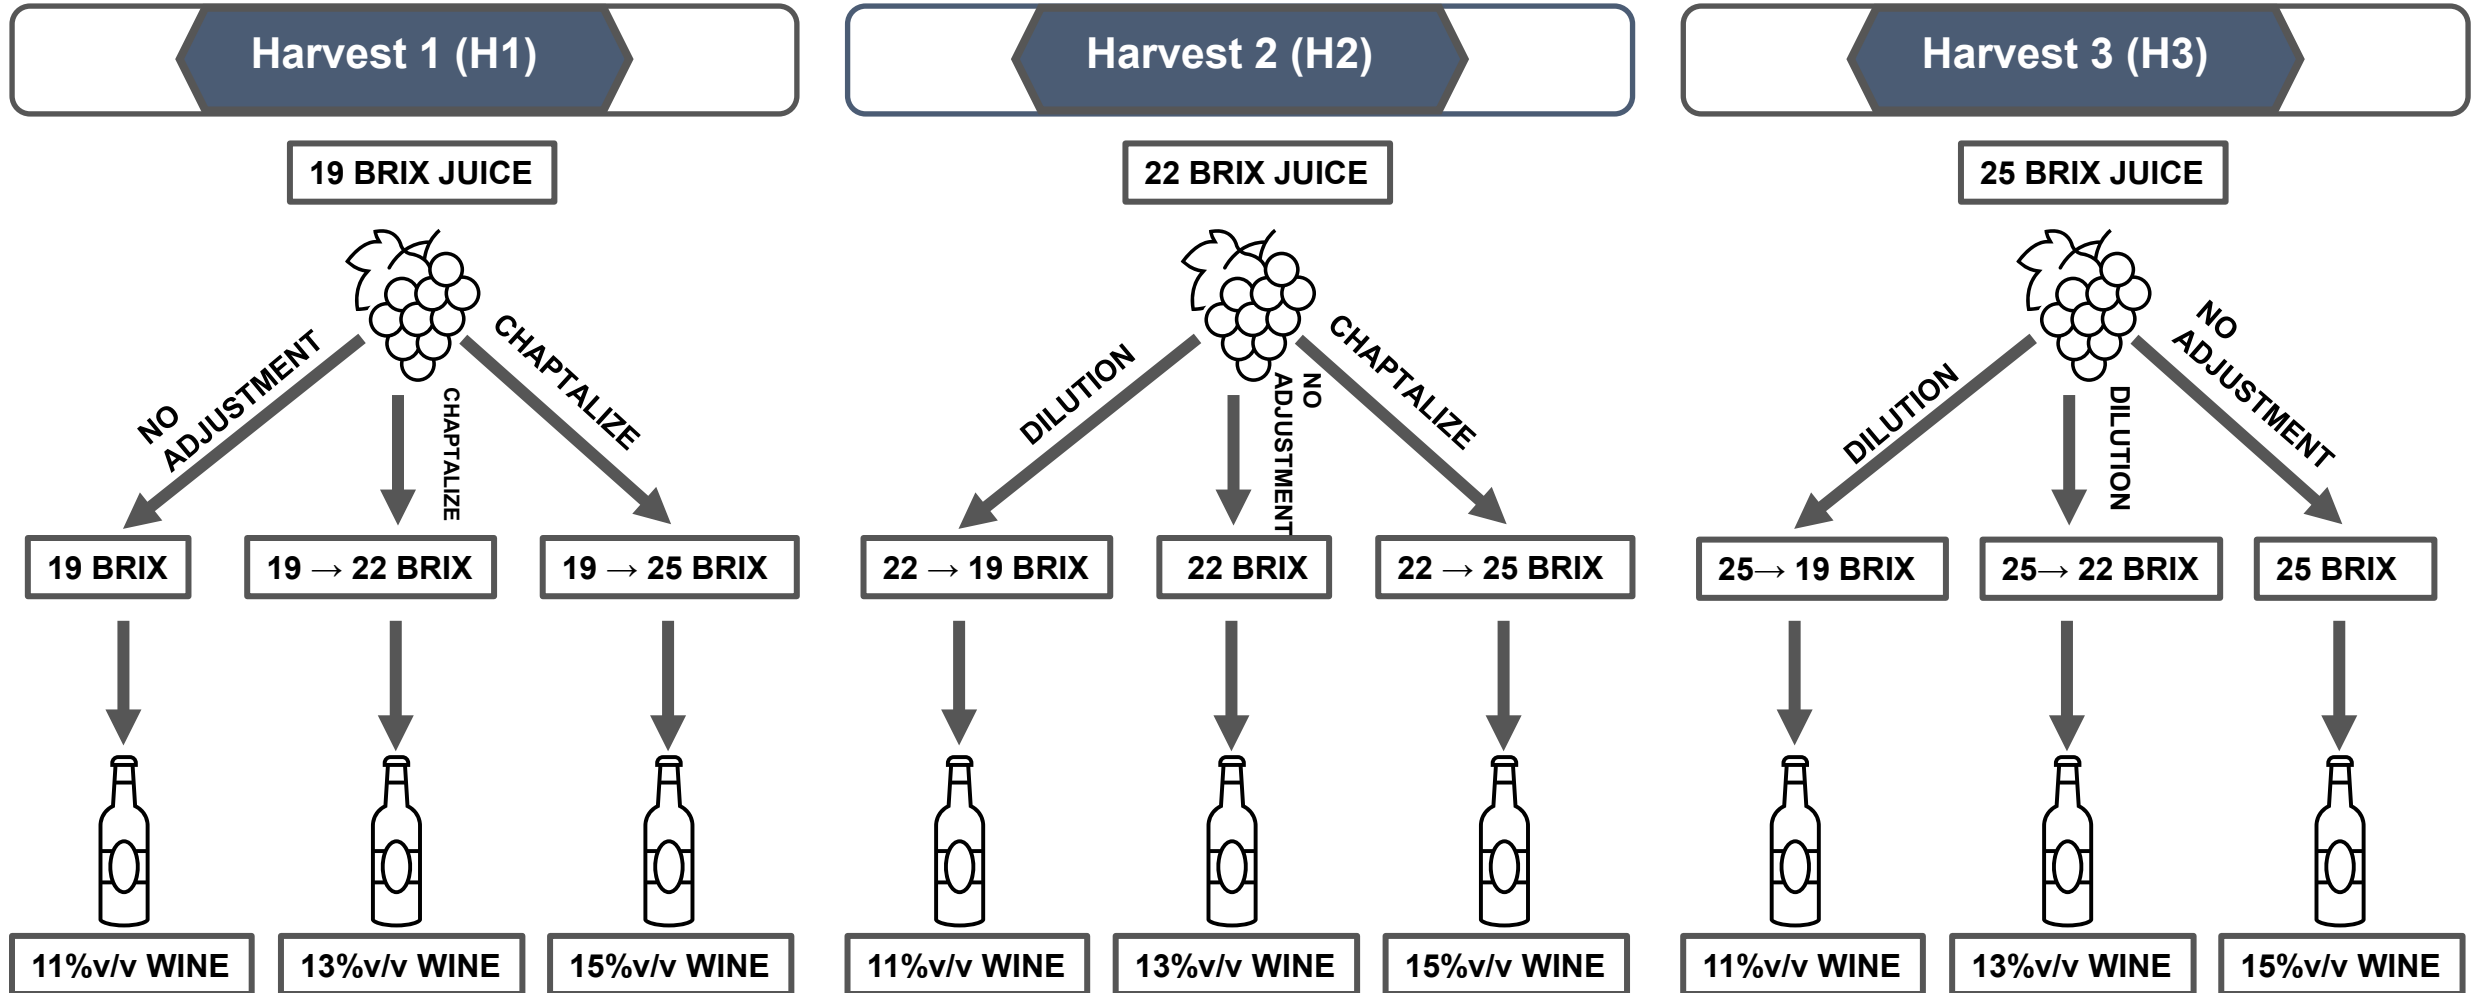 Harvest 1 (H1)
19 BRIX JUICE
NO
ADJUSTMENT
CHAPTALIZE
CHAPTALIZE
19 BRIX
19 → 22 BRIX
19 → 25 BRIX
11%v/v WINE
13%v/v WINE
15%v/v WINE
Harvest 2 (H2)
22 BRIX JUICE
DILUTION
NO
ADJUSTMENT
CHAPTALIZE
22 → 19 BRIX
22 BRIX
22 → 25 BRIX
11%v/v WINE
13%v/v WINE
15%v/v WINE
Harvest 3 (H3)
25 BRIX JUICE
DILUTION
DILUTION
NO
ADJUSTMENT
25→ 19 BRIX
25→ 22 BRIX
25 BRIX
11%v/v WINE
13%v/v WINE
15%v/v WINE